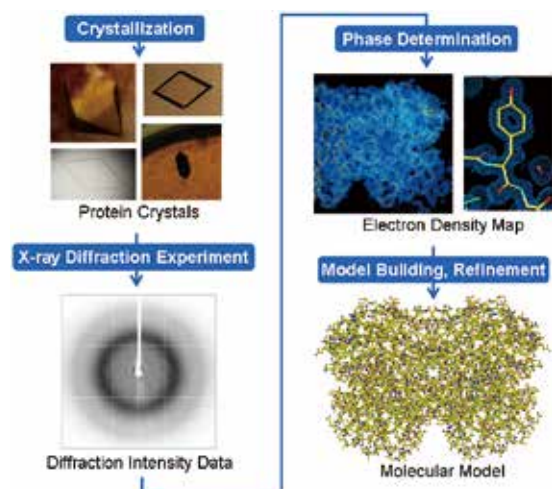 Crystallization
Protein Crystals
X-ray Diffraction Experiment
Diffraction Intensity Data
Phase Determination
Electron Density Map
Model Building, Refinement
Molecular Model